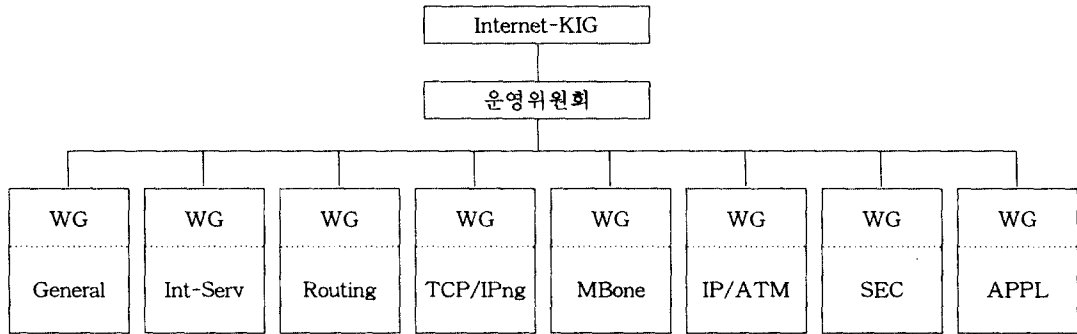 Internet-KIG
운영위원회
WG WG WG WG WG WG WG WG
General Int-Serv Routing TCP/IPng MBone IP/ATM SEC APPL